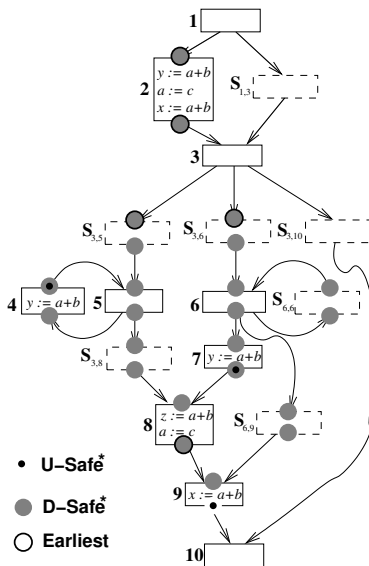 1
y := a+b
a := c
x := a+b
2
S1,3
3
S3,5
S3,6
S3,10
4
y := a+b
5
6
S6,6
S3,8
7
y := a+b
8
z := a+b
a := c
S6,9
9
x := a+b
10
U-Safe*
D-Safe*
Earliest